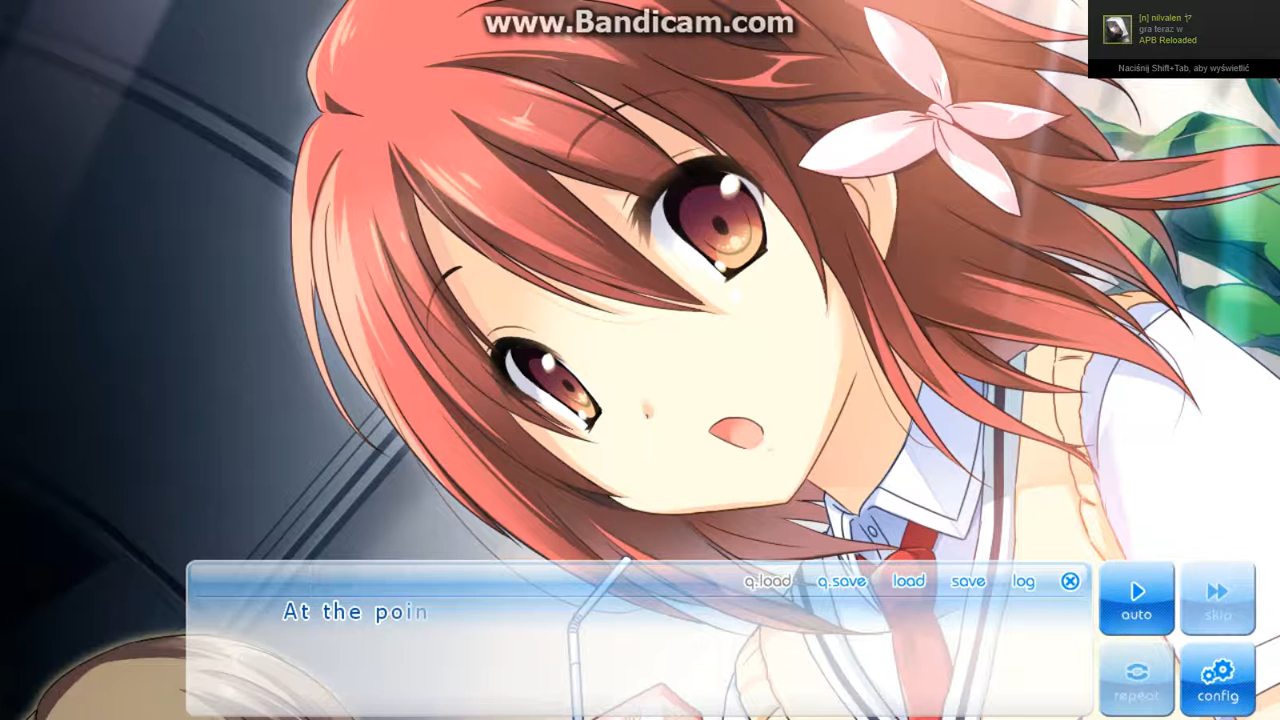 www.Bandicam.com
[n] nilvalen
gra teraz w
APB Reloaded
Naciśnij Shift+Tab, aby wyświetlić
q.load q.save load save log
At the poin
auto
skip
repeat
config